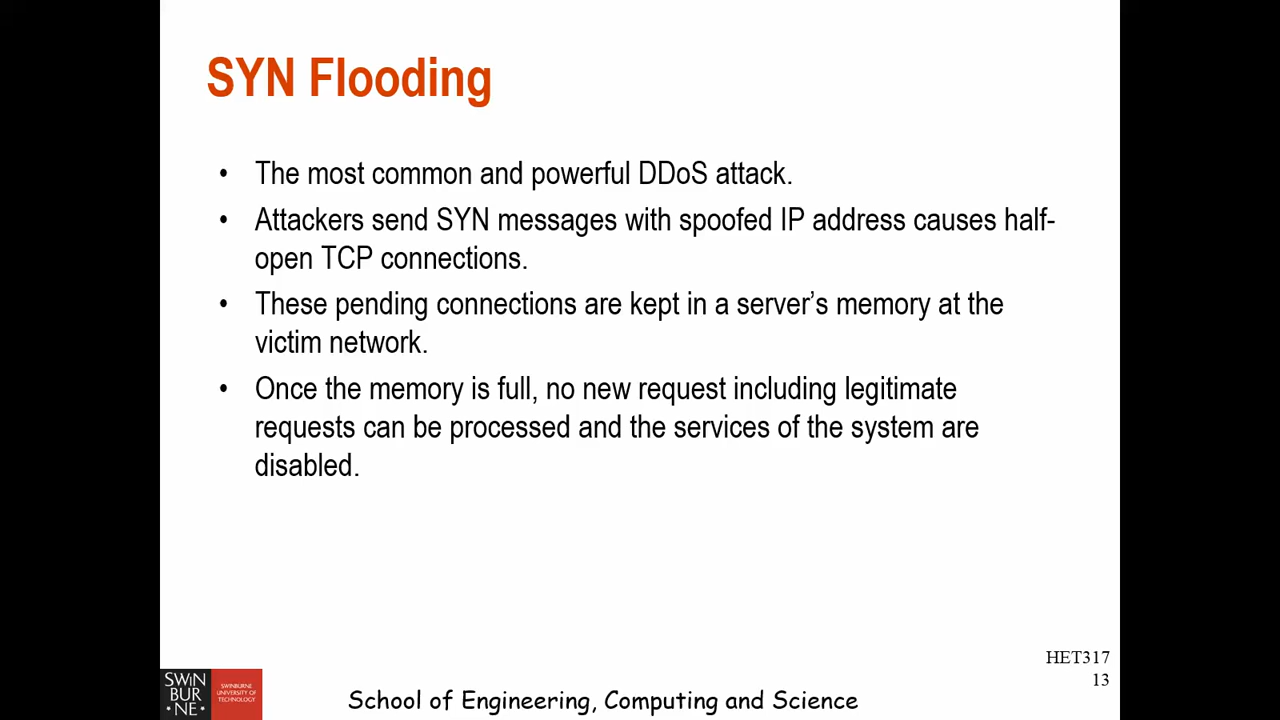 SYN Flooding
• The most common and powerful DDoS attack.
• Attackers send SYN messages with spoofed IP address causes half-
open TCP connections.
• These pending connections are kept in a server’s memory at the
victim network.
• Once the memory is full, no new request including legitimate
requests can be processed and the services of the system are
disabled.
HET317
13
SWiN
BUR
NE
SWINBURNE
UNIVERSITY OF
TECHNOLOGY
School of Engineering, Computing and Science